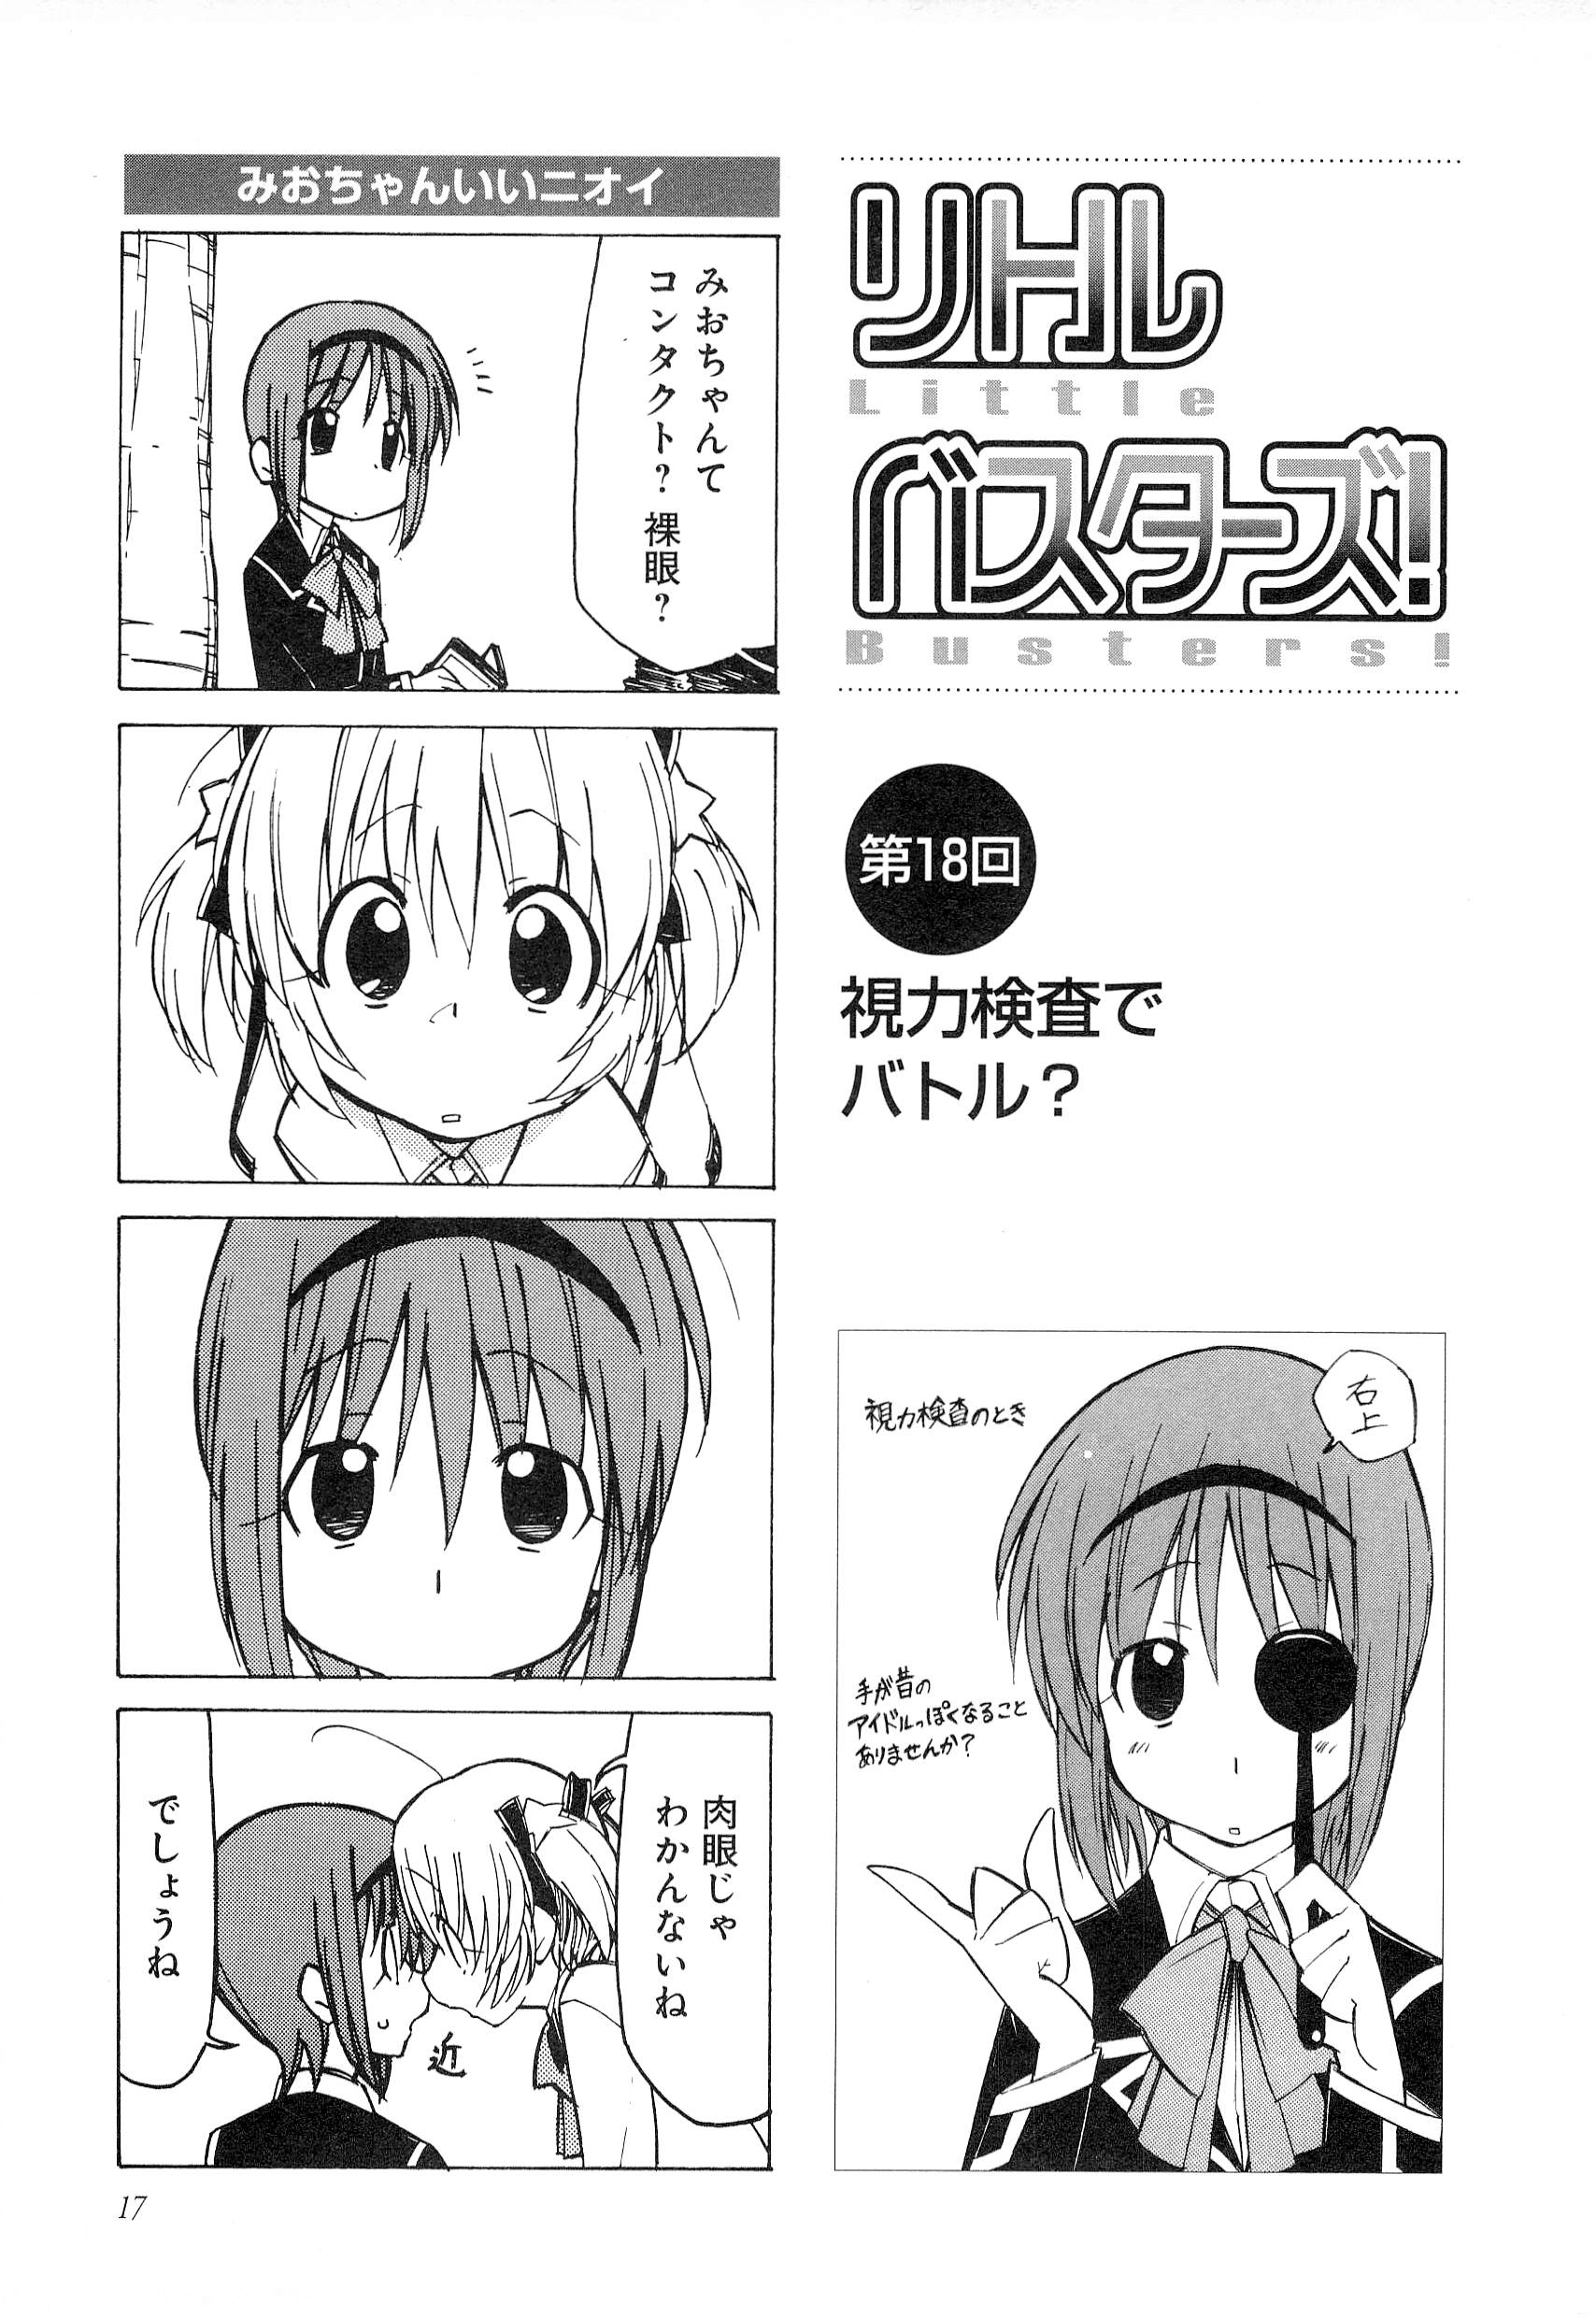 リトル
Little
バスターズ!
Busters!
第18回
視力検査で
バトル?
視力検査のとき
右
上
手が昔の
アイドルっぽくなること
ありませんか?
みおちゃんいいニオイ
みおちゃんて
コンタクト? 裸眼?
肉眼じゃ
わかんないね
近
でしょうね
17